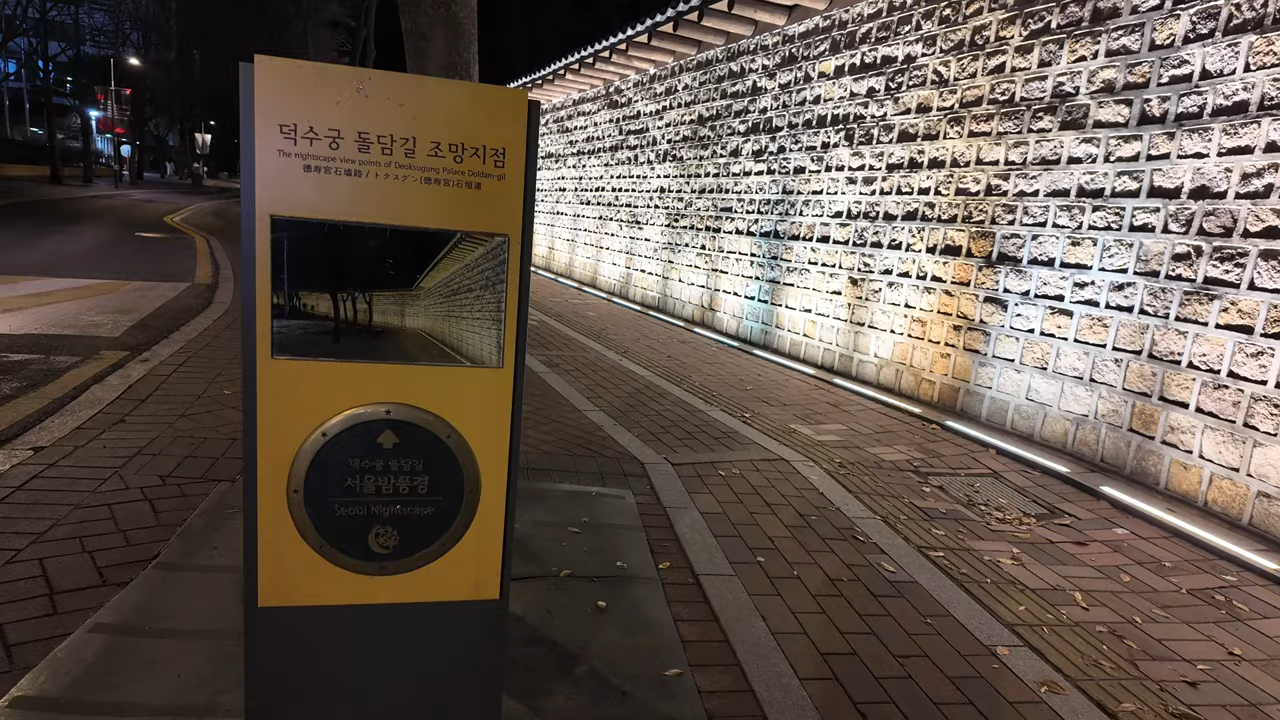 덕수궁 돌담길 조망지점
The nightscape view points of Deoksugung Palace Doldam-gil
德寿宮石墙路 / トクスグン(徳寿宮)石垣道
덕수궁 돌담길
서울밤풍경
Seoul Nightscape